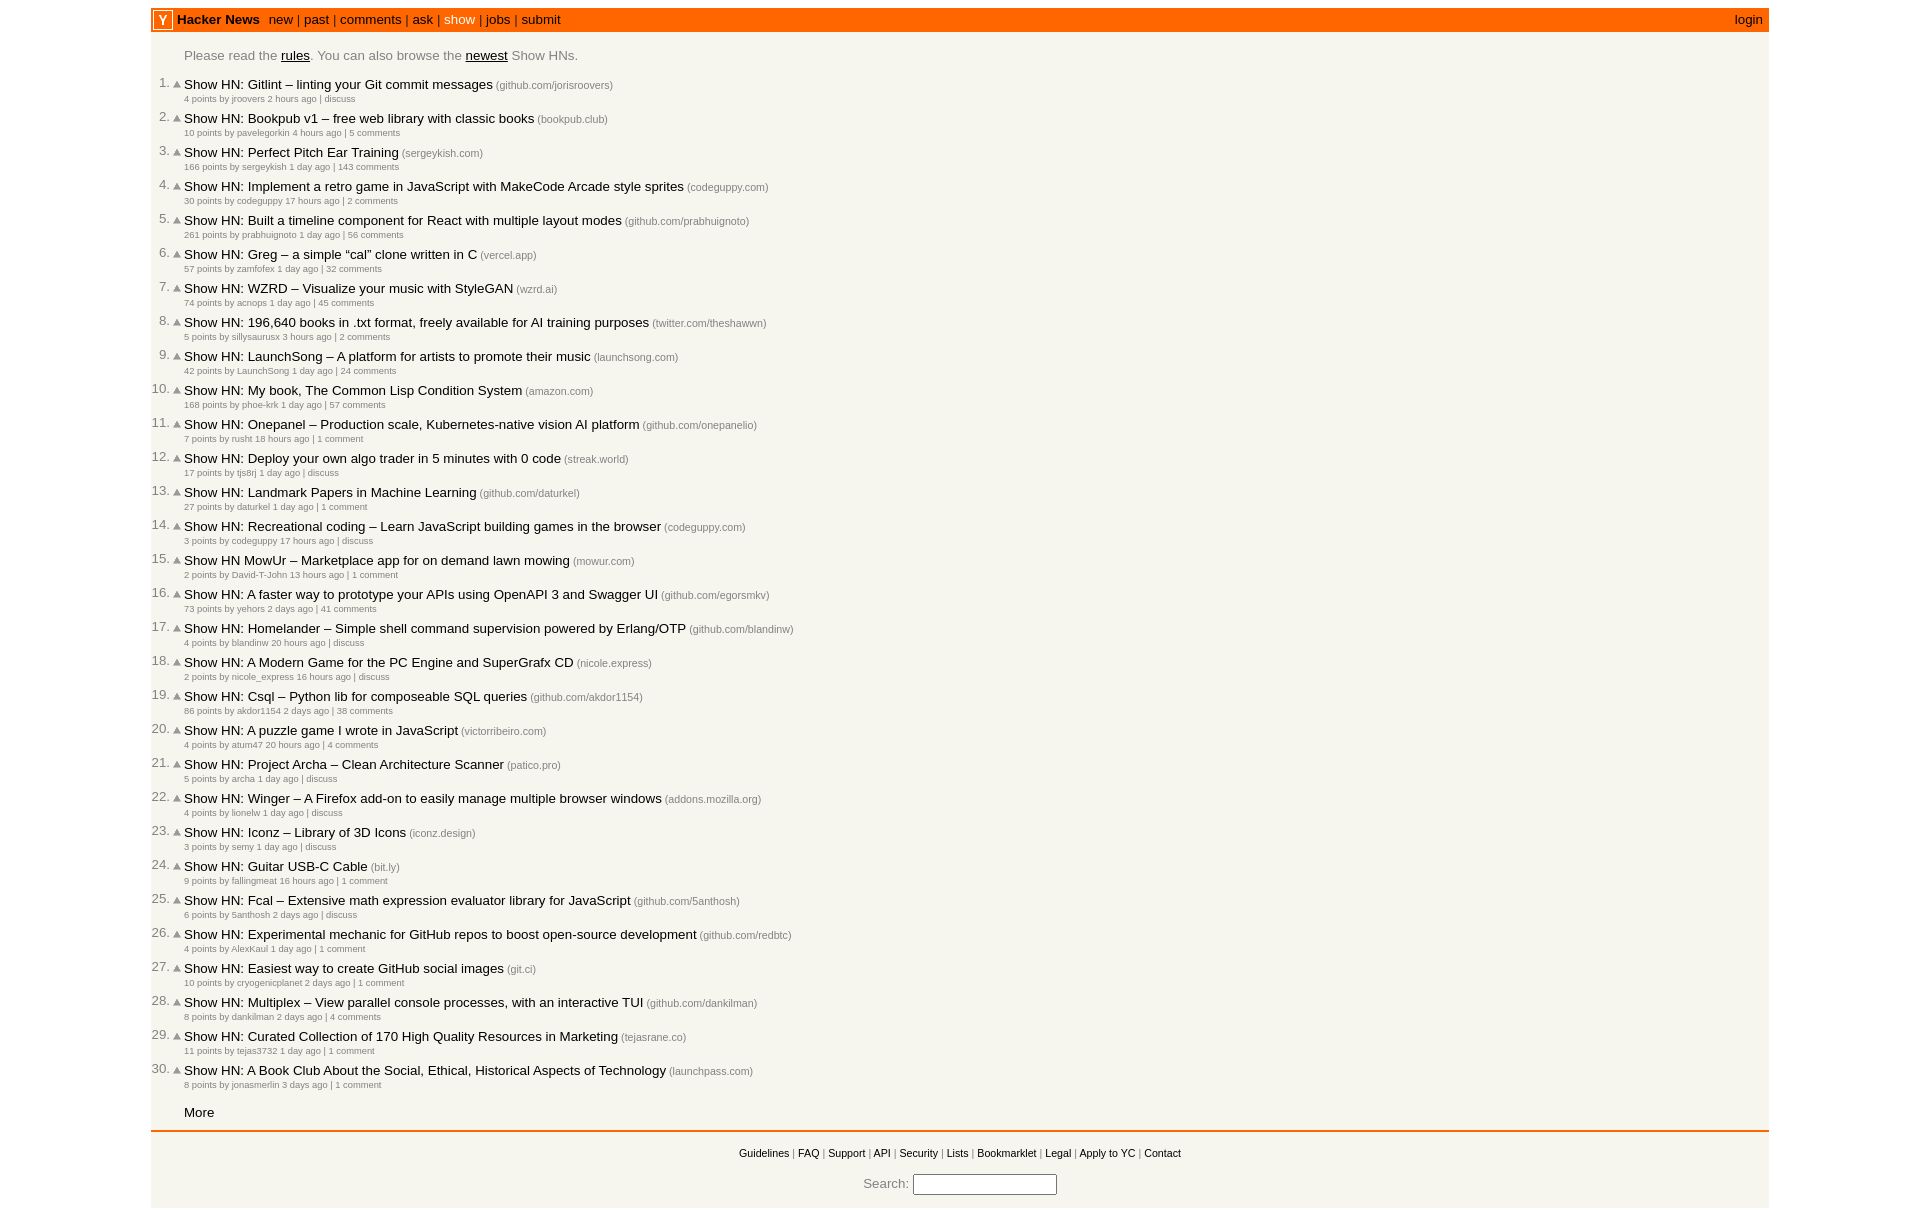 Y Hacker News new | past | comments | ask | show | jobs | submit login
Please read the rules. You can also browse the newest Show HNs.
1. Show HN: Gitlint – linting your Git commit messages (github.com/jorisroovers)
4 points by jroovers 2 hours ago | discuss
2. Show HN: Bookpub v1 – free web library with classic books (bookpub.club)
10 points by pavelegorkin 4 hours ago | 5 comments
3. Show HN: Perfect Pitch Ear Training (sergeykish.com)
166 points by sergeykish 1 day ago | 143 comments
4. Show HN: Implement a retro game in JavaScript with MakeCode Arcade style sprites (codeguppy.com)
30 points by codeguppy 17 hours ago | 2 comments
5. Show HN: Built a timeline component for React with multiple layout modes (github.com/prabhuignoto)
261 points by prabhuignoto 1 day ago | 56 comments
6. Show HN: Greg – a simple “cal” clone written in C (vercel.app)
57 points by zamfofex 1 day ago | 32 comments
7. Show HN: WZRD – Visualize your music with StyleGAN (wzrd.ai)
74 points by acnops 1 day ago | 45 comments
8. Show HN: 196,640 books in .txt format, freely available for AI training purposes (twitter.com/theshawwn)
5 points by sillysaurusx 3 hours ago | 2 comments
9. Show HN: LaunchSong – A platform for artists to promote their music (launchsong.com)
42 points by LaunchSong 1 day ago | 24 comments
10. Show HN: My book, The Common Lisp Condition System (amazon.com)
168 points by phoe-krk 1 day ago | 57 comments
11. Show HN: Onepanel – Production scale, Kubernetes-native vision AI platform (github.com/onepanelio)
7 points by rusht 18 hours ago | 1 comment
12. Show HN: Deploy your own algo trader in 5 minutes with 0 code (streak.world)
17 points by tjs8rj 1 day ago | discuss
13. Show HN: Landmark Papers in Machine Learning (github.com/daturkel)
27 points by daturkel 1 day ago | 1 comment
14. Show HN: Recreational coding – Learn JavaScript building games in the browser (codeguppy.com)
3 points by codeguppy 17 hours ago | discuss
15. Show HN MowUr – Marketplace app for on demand lawn mowing (mowur.com)
2 points by David-T-John 13 hours ago | 1 comment
16. Show HN: A faster way to prototype your APIs using OpenAPI 3 and Swagger UI (github.com/egorsmkv)
73 points by yehors 2 days ago | 41 comments
17. Show HN: Homelander – Simple shell command supervision powered by Erlang/OTP (github.com/blandinw)
4 points by blandinw 20 hours ago | discuss
18. Show HN: A Modern Game for the PC Engine and SuperGrafx CD (nicole.express)
2 points by nicole_express 16 hours ago | discuss
19. Show HN: Csql – Python lib for composeable SQL queries (github.com/akdor1154)
86 points by akdor1154 2 days ago | 38 comments
20. Show HN: A puzzle game I wrote in JavaScript (victorribeiro.com)
4 points by atum47 20 hours ago | 4 comments
21. Show HN: Project Archa – Clean Architecture Scanner (patico.pro)
5 points by archa 1 day ago | discuss
22. Show HN: Winger – A Firefox add-on to easily manage multiple browser windows (addons.mozilla.org)
4 points by lionelw 1 day ago | discuss
23. Show HN: Iconz – Library of 3D Icons (iconz.design)
3 points by semy 1 day ago | discuss
24. Show HN: Guitar USB-C Cable (bit.ly)
9 points by fallingmeat 16 hours ago | 1 comment
25. Show HN: Fcal – Extensive math expression evaluator library for JavaScript (github.com/5anthosh)
6 points by 5anthosh 2 days ago | discuss
26. Show HN: Experimental mechanic for GitHub repos to boost open-source development (github.com/redbtc)
4 points by AlexKaul 1 day ago | 1 comment
27. Show HN: Easiest way to create GitHub social images (git.ci)
10 points by cryogenicplanet 2 days ago | 1 comment
28. Show HN: Multiplex – View parallel console processes, with an interactive TUI (github.com/dankilman)
8 points by dankilman 2 days ago | 4 comments
29. Show HN: Curated Collection of 170 High Quality Resources in Marketing (tejasrane.co)
11 points by tejas3732 1 day ago | 1 comment
30. Show HN: A Book Club About the Social, Ethical, Historical Aspects of Technology (launchpass.com)
8 points by jonasmerlin 3 days ago | 1 comment
More
Guidelines | FAQ | Support | API | Security | Lists | Bookmarklet | Legal | Apply to YC | Contact
Search: